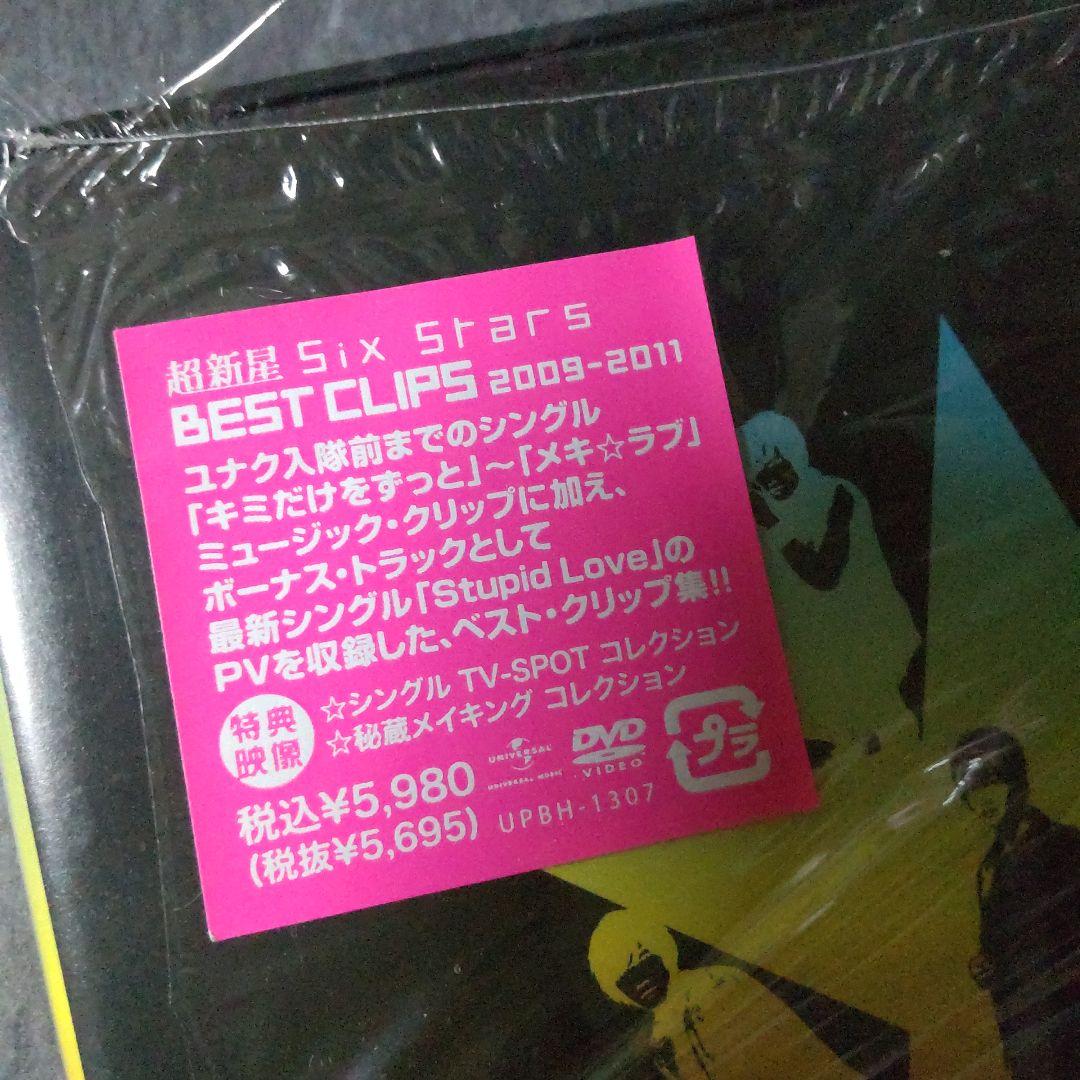 超新星 Six Stars
BEST CLIPS 2009-2011
ユナク入隊前までのシングル
「キミだけをずっと」～「メキ☆ラブ」
ミュージック・クリップに加え、
ボーナス・トラックとして
最新シングル「Stupid Love」の
PVを収録した、ベスト・クリップ集!!
特典映像
☆シングル TV-SPOT コレクション
☆秘蔵メイキング コレクション
税込¥5,980
(税抜¥5,695)
UNIVERSAL
UNIVERSAL MUSIC
DVD
VIDEO
プラ
UPBH-1307